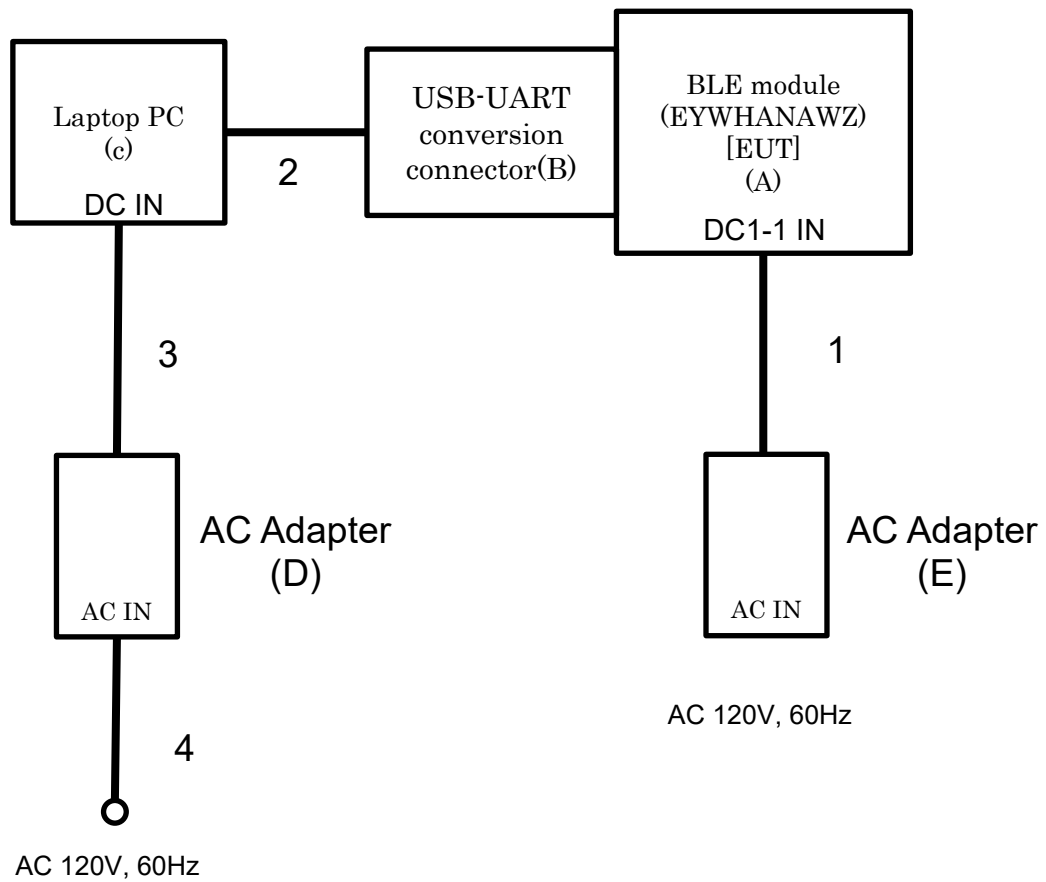 Laptop PC
(c)
DC IN
2
USB-UART
conversion
connector(B)
BLE module
(EYWHANAWZ)
[EUT]
(A)
DC1-1 IN
3
1
AC Adapter
(D)
AC IN
AC Adapter
(E)
AC IN
4
AC 120V, 60Hz
AC 120V, 60Hz